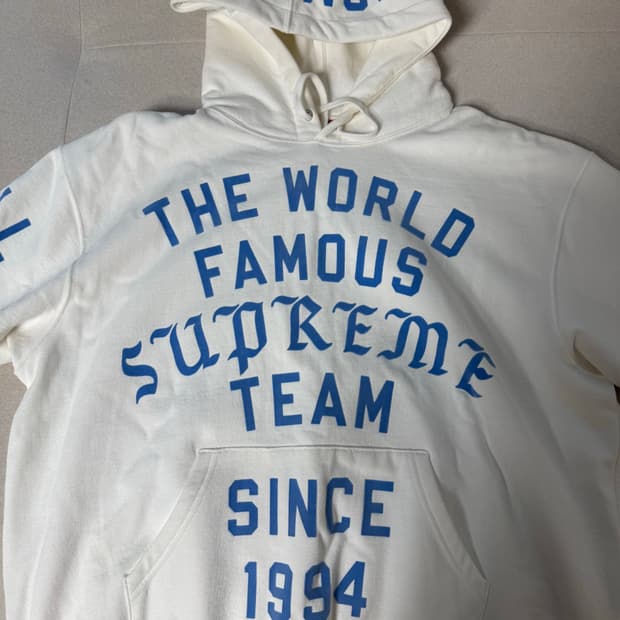 THE WORLD
FAMOUS
SUPREME
TEAM
SINCE
1994